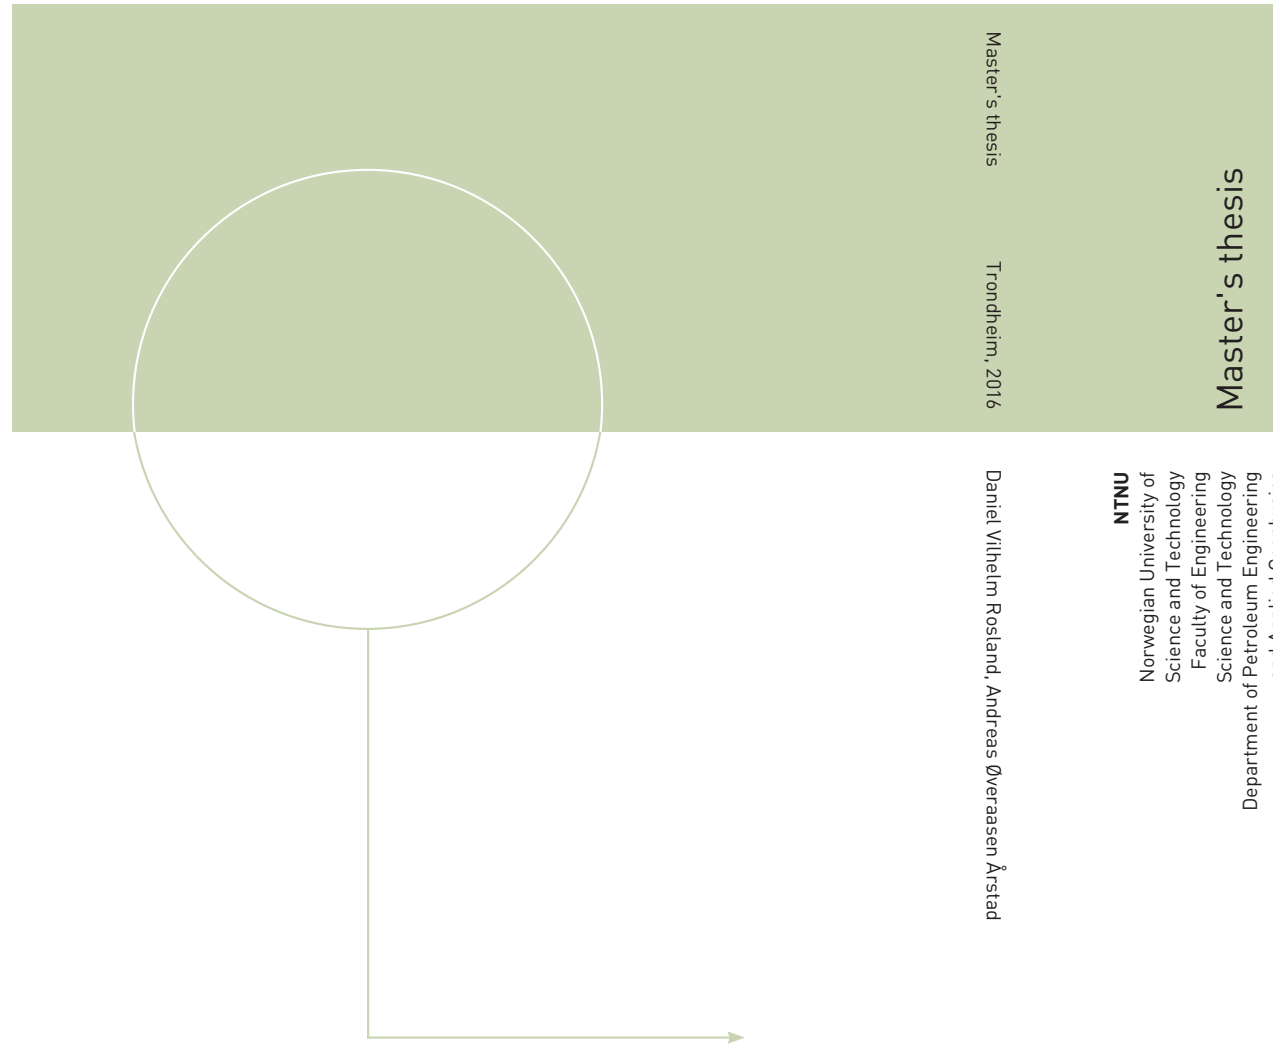 Master's thesis
Trondheim, 2016
Daniel Vilhelm Rosland, Andreas Øveraasen Årstad
Master's thesis
NTNU
Norwegian University of
Science and Technology
Faculty of Engineering
Science and Technology
Department of Petroleum Engineering